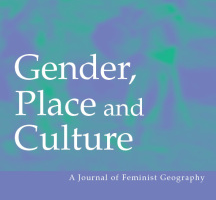 Gender,
Place and
Culture
A Journal of Feminist Geography